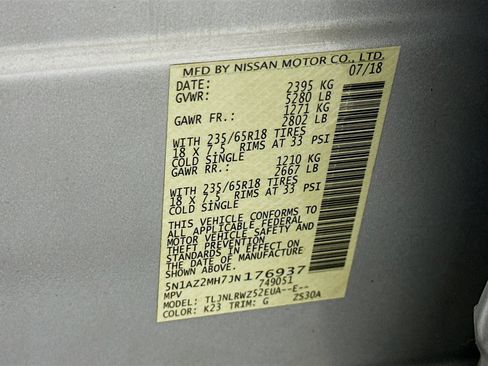 MFD BY NISSAN MOTOR CO., LTD.
DATE: 07/18
GVWR: 2395 KG
5280 LB
GAWR FR.: 1271 KG
2802 LB
WITH 235/65R18 TIRES
18 X 7.5 RIMS AT 33 PSI
COLD SINGLE
GAWR RR.: 1210 KG
2667 LB
WITH 235/65R18 TIRES
18 X 7.5 RIMS AT 33 PSI
COLD SINGLE
THIS VEHICLE CONFORMS TO
ALL APPLICABLE FEDERAL
MOTOR VEHICLE SAFETY AND
THEFT PREVENTION
STANDARDS IN EFFECT ON
THE DATE OF MANUFACTURE
5N1AZ2MH7JN176937
MPV 749051
MODEL: TLJNLRWZ52EUA--E--
COLOR: K23 TRIM: G ZS30A